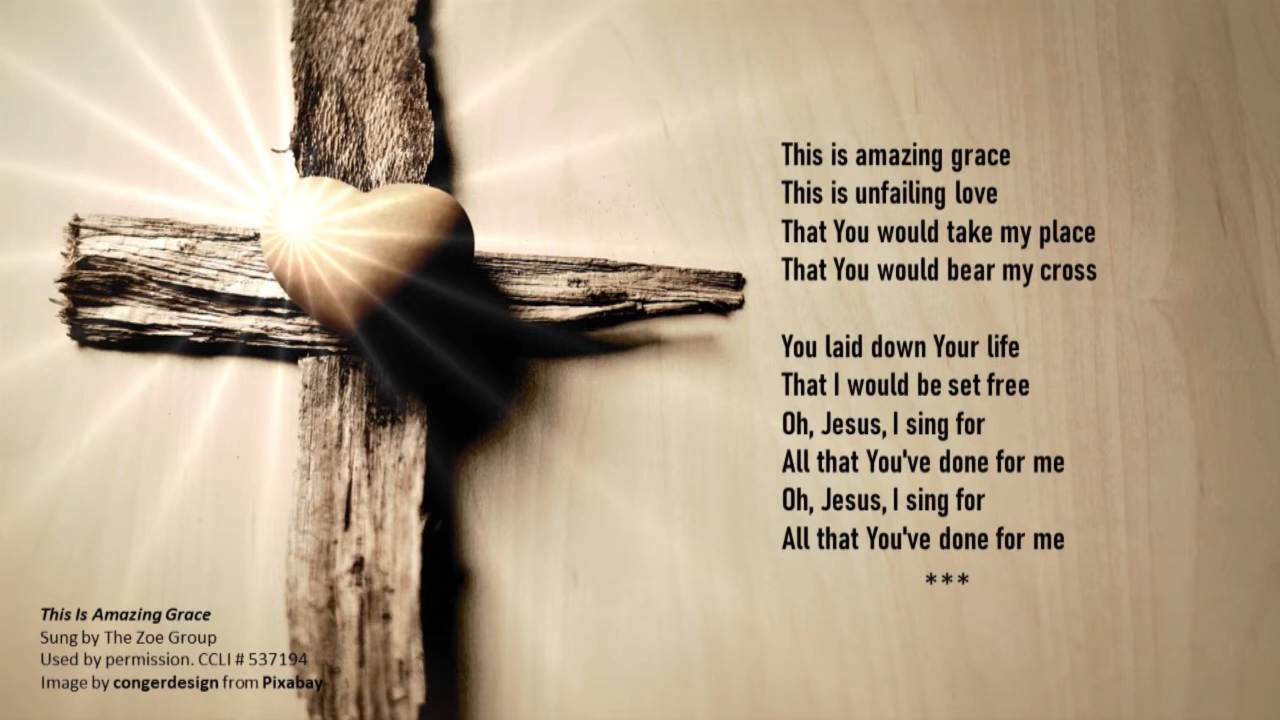 This is amazing grace
This is unfailing love
That You would take my place
That You would bear my cross

You laid down Your life
That I would be set free
Oh, Jesus, I sing for
All that You've done for me
Oh, Jesus, I sing for
All that You've done for me
***
This Is Amazing Grace
Sung by The Zoe Group
Used by permission. CCLI # 537194
Image by congerdesign from Pixabay